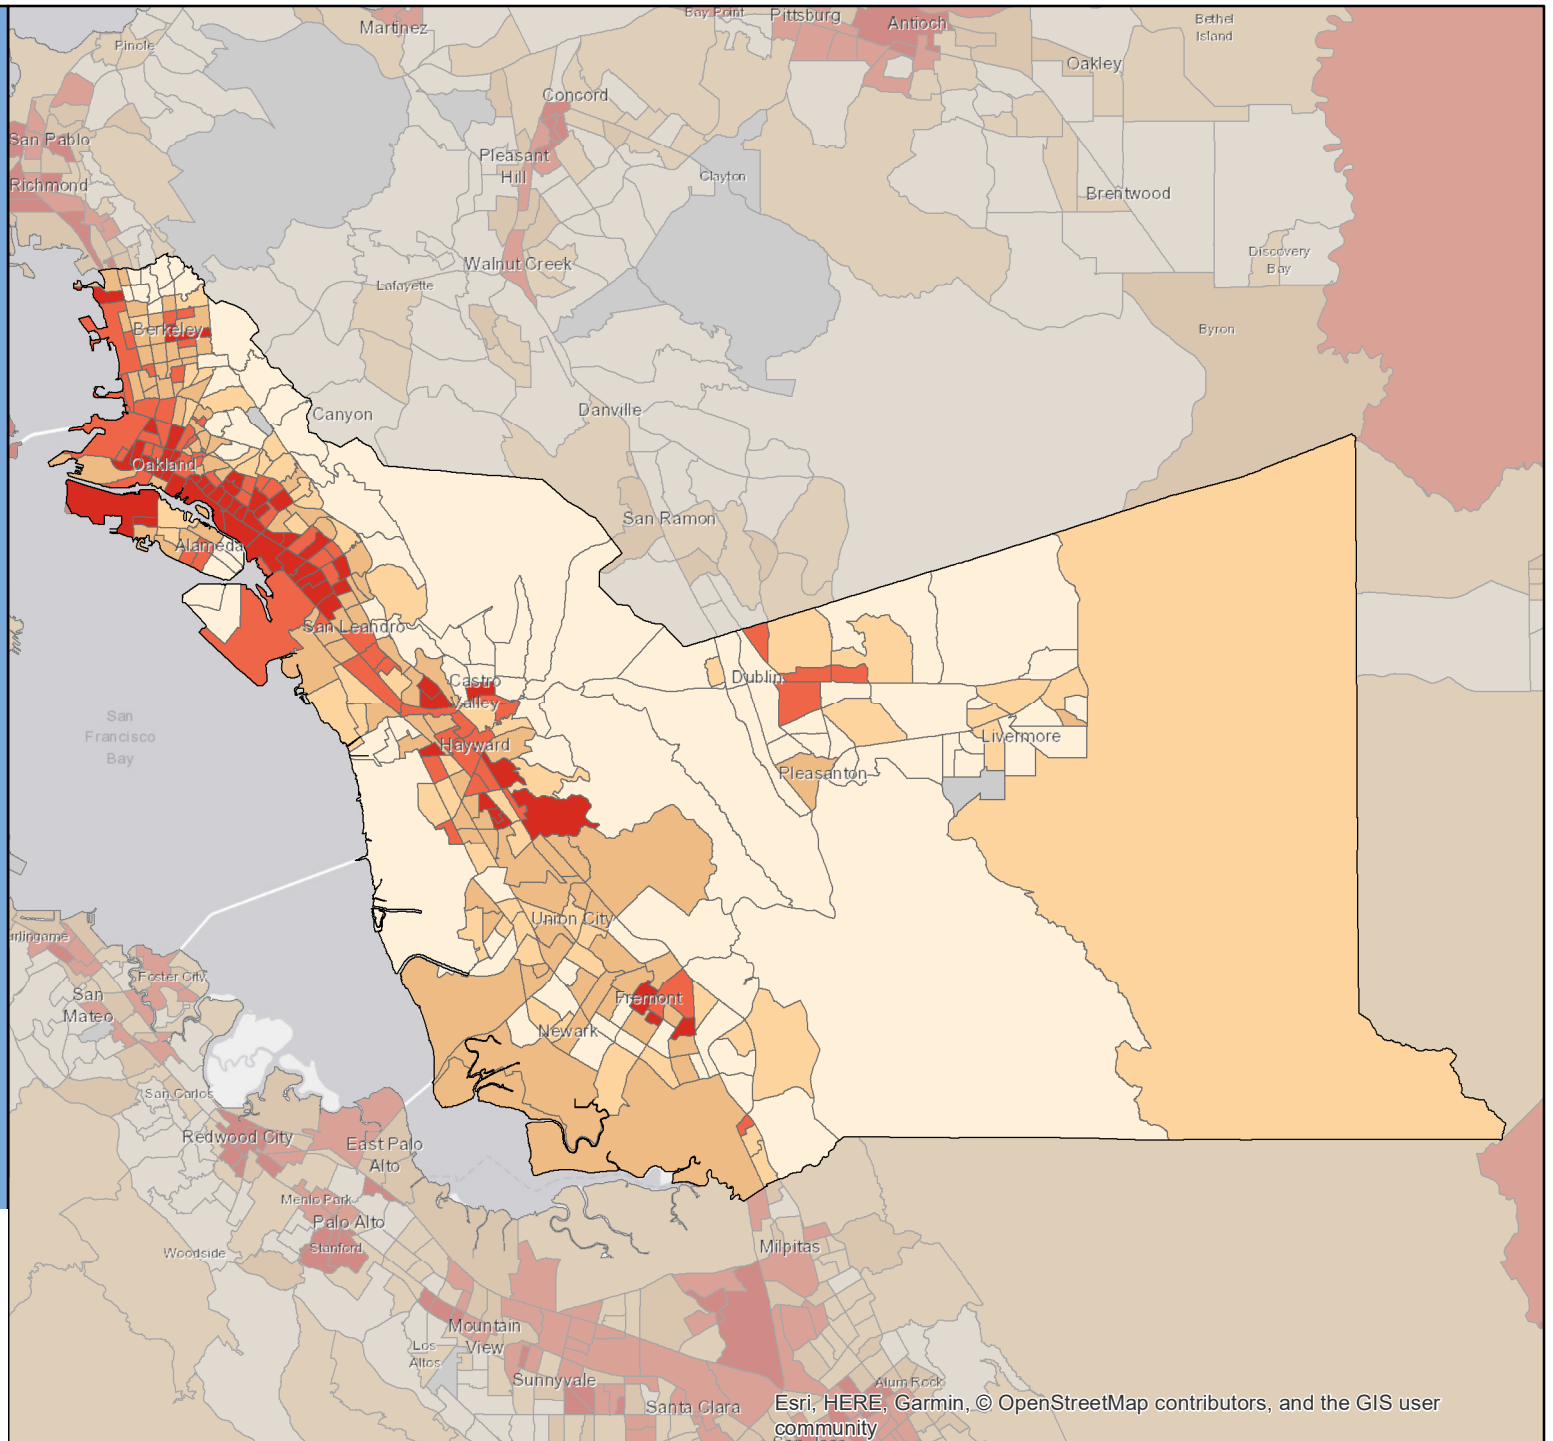 Bay Point
Pittsburg
Antioch
Bethel
Island
Martinez
Pinole
Oakley
Concord
San Pablo
Pleasant
Hill
Clayton
Richmond
Brentwood
Walnut Creek
Discovery
Bay
Lafayette
Berkeley
Byron
Canyon
Danville
Oakland
San Ramon
Alameda
San Leandro
Dublin
Castro
Valley
San
Francisco
Bay
Hayward
Livermore
Pleasanton
Union City
urlingame
Foster City
San
Mateo
Fremont
Newark
San Carlos
Redwood City
East Palo
Alto
Menlo Park
Palo Alto
Stanford
Woodside
Milpitas
Mountain
View
Los
Altos
Sunnyvale
Alum Rock
Santa Clara
Esri, HERE, Garmin, © OpenStreetMap contributors, and the GIS user
community